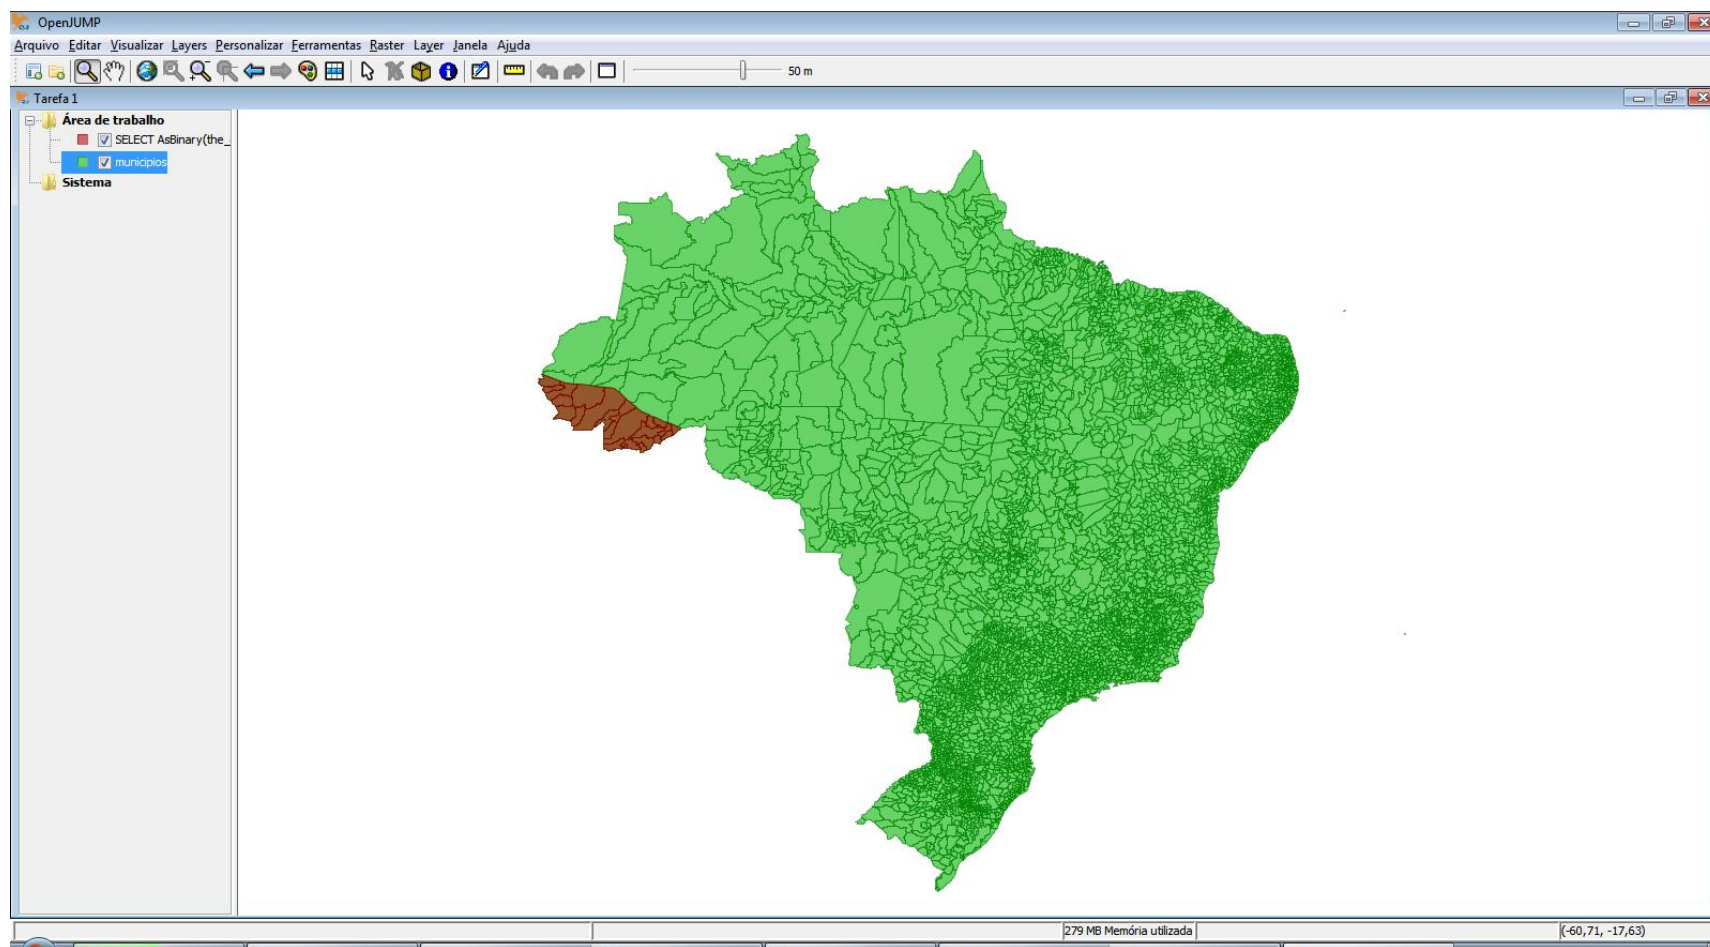 OpenJUMP
Arquivo Editar Visualizar Layers Personalizar Ferramentas Raster Layer Janela Ajuda
50 m
Tarefa 1
Área de trabalho
SELECT AsBinary(the_
municipios
Sistema
279 MB Memória utilizada
(-60,71, -17,63)